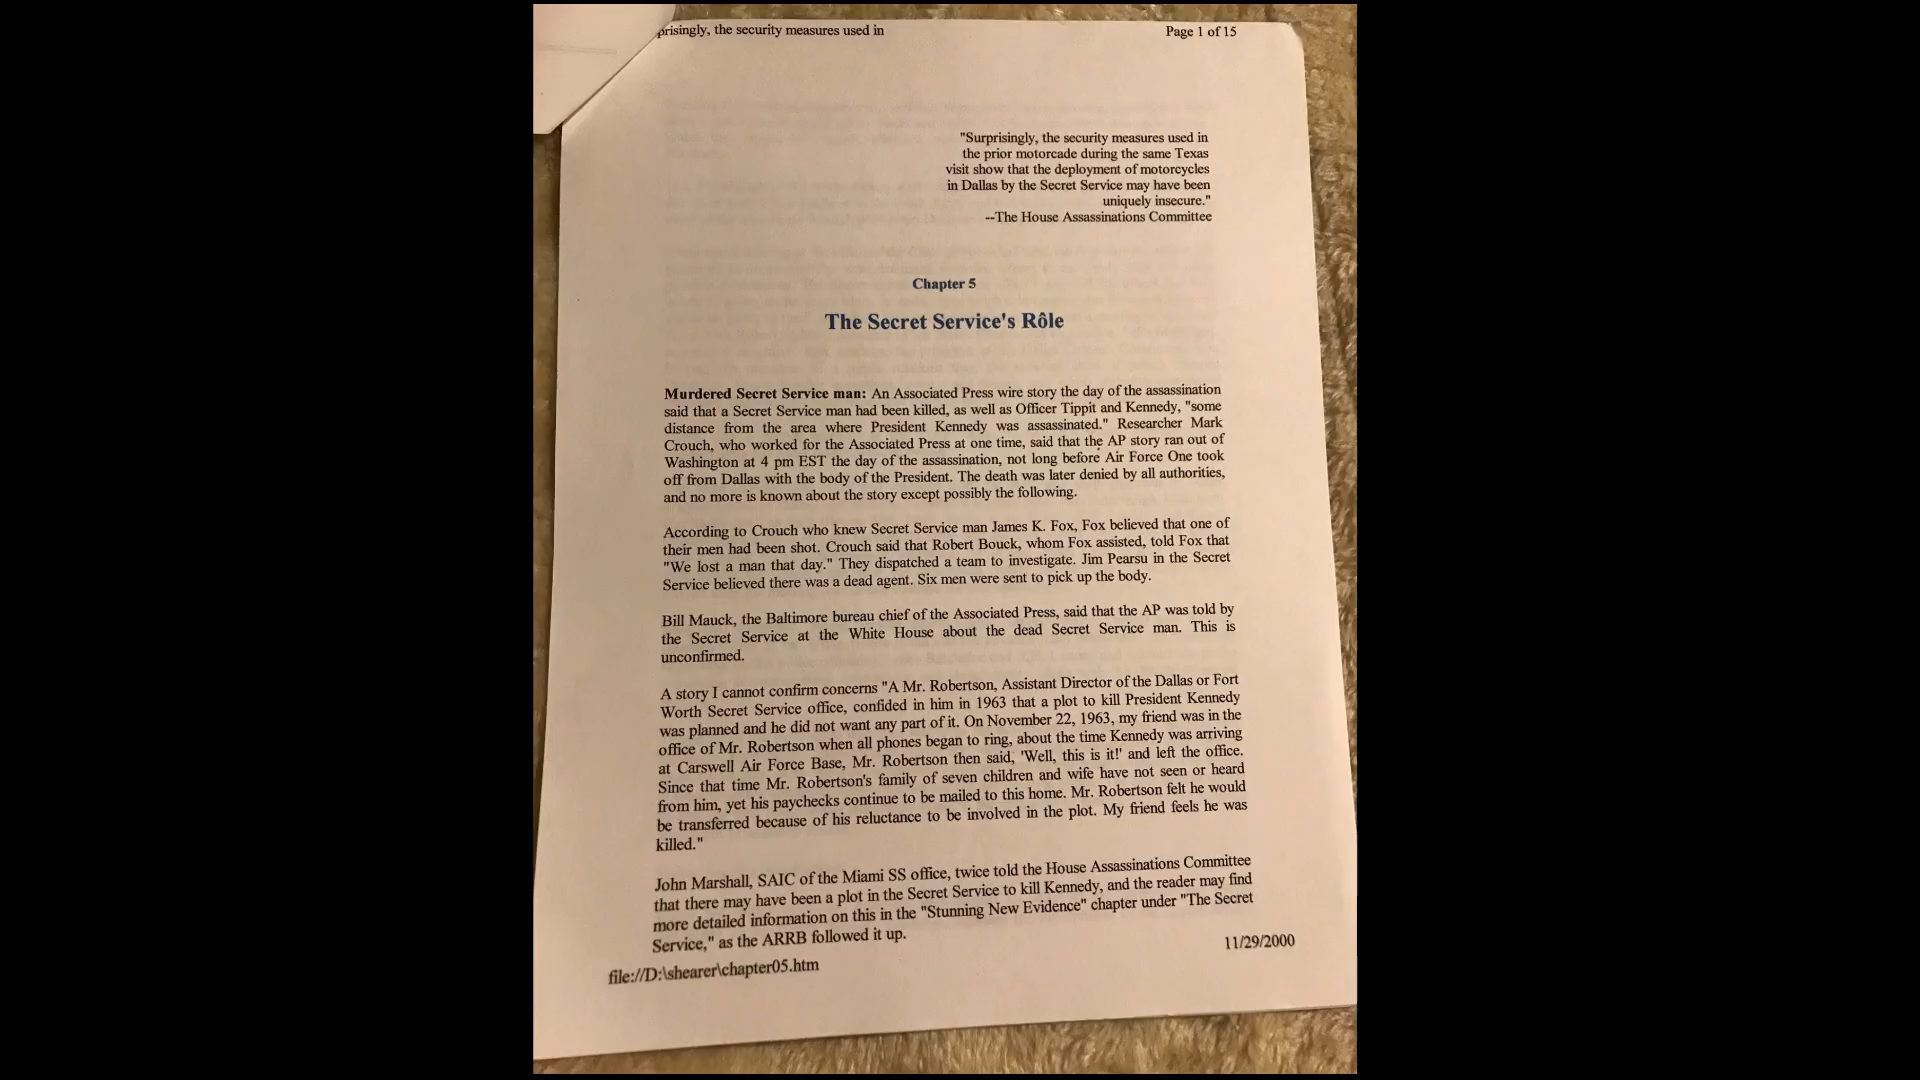 prisingly, the security measures used in
Page 1 of 15
"Surprisingly, the security measures used in
the prior motorcade during the same Texas
visit show that the deployment of motorcycles
in Dallas by the Secret Service may have been
uniquely insecure."
--The House Assassinations Committee
Chapter 5
The Secret Service's Rôle
Murdered Secret Service man: An Associated Press wire story the day of the assassination
said that a Secret Service man had been killed, as well as Officer Tippit and Kennedy, "some
distance from the area where President Kennedy was assassinated." Researcher Mark
Crouch, who worked for the Associated Press at one time, said that the AP story ran out of
Washington at 4 pm EST the day of the assassination, not long before Air Force One took
off from Dallas with the body of the President. The death was later denied by all authorities,
and no more is known about the story except possibly the following.
According to Crouch who knew Secret Service man James K. Fox, Fox believed that one of
their men had been shot. Crouch said that Robert Bouck, whom Fox assisted, told Fox that
"We lost a man that day." They dispatched a team to investigate. Jim Pearsu in the Secret
Service believed there was a dead agent. Six men were sent to pick up the body.
Bill Mauck, the Baltimore bureau chief of the Associated Press, said that the AP was told by
the Secret Service at the White House about the dead Secret Service man. This is
unconfirmed.
A story I cannot confirm concerns "A Mr. Robertson, Assistant Director of the Dallas or Fort
Worth Secret Service office, confided in him in 1963 that a plot to kill President Kennedy
was planned and he did not want any part of it. On November 22, 1963, my friend was in the
office of Mr. Robertson when all phones began to ring, about the time Kennedy was arriving
at Carswell Air Force Base, Mr. Robertson then said, 'Well, this is it!' and left the office.
Since that time Mr. Robertson's family of seven children and wife have not seen or heard
from him, yet his paychecks continue to be mailed to this home. Mr. Robertson felt he would
be transferred because of his reluctance to be involved in the plot. My friend feels he was
killed."
John Marshall, SAIC of the Miami SS office, twice told the House Assassinations Committee
that there may have been a plot in the Secret Service to kill Kennedy, and the reader may find
more detailed information on this in the "Stunning New Evidence" chapter under "The Secret
Service," as the ARRB followed it up.
file://D:\shearer\chapter05.htm
11/29/2000